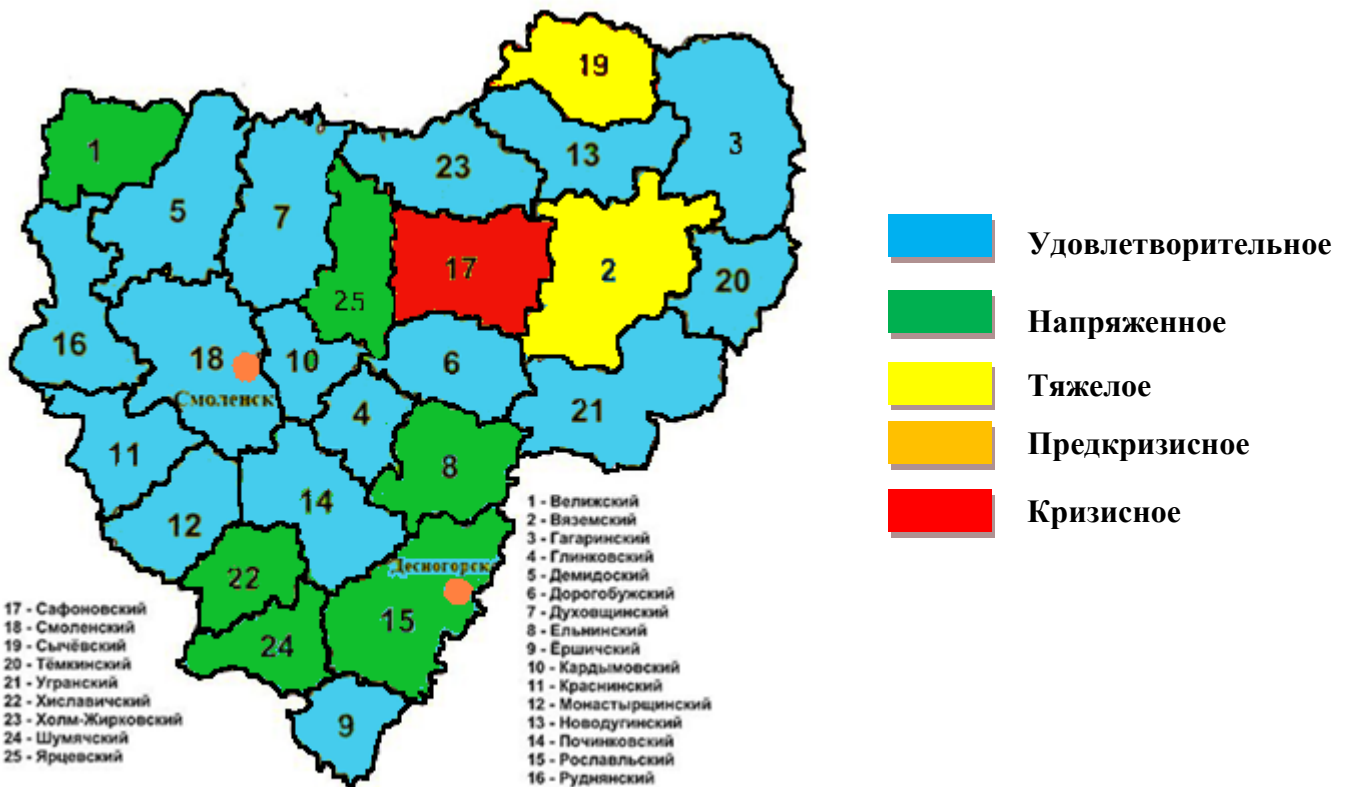 19
3
1
13
23
5
7
2
17
20
25
16
18
10
6
Смоленск
4
21
11
8
14
12
Десногорск
22
15
24
9
Удовлетворительное
Напряженное
Тяжелое
Предкризисное
Кризисное
1 - Велижский
2 - Вяземский
3 - Гагаринский
4 - Глинковский
5 - Демидоский
6 - Дорогобужский
7 - Духовщинский
8 - Ельнинский
9 - Ёршичский
10 - Кардымовский
11 - Краснинский
12 - Монастырщинский
13 - Новодугинский
14 - Починковский
15 - Рославльский
16 - Руднянский
17 - Сафоновский
18 - Смоленский
19 - Сычёвский
20 - Тёмкинский
21 - Угранский
22 - Хиславичский
23 - Холм-Жирковский
24 - Шумячский
25 - Ярцевский